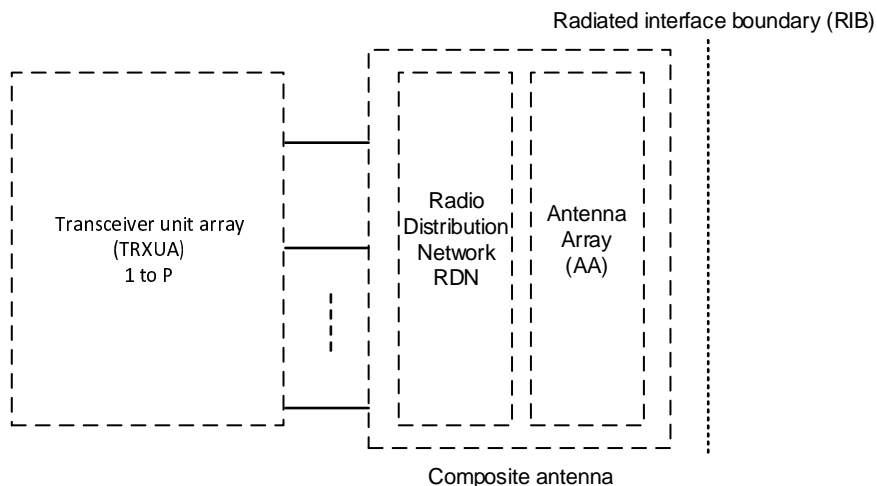 Radiated interface boundary (RIB)
Transceiver unit array
(TRXUA)
1 to P
Radio
Distribution
Network
RDN
Antenna
Array
(AA)
Composite antenna